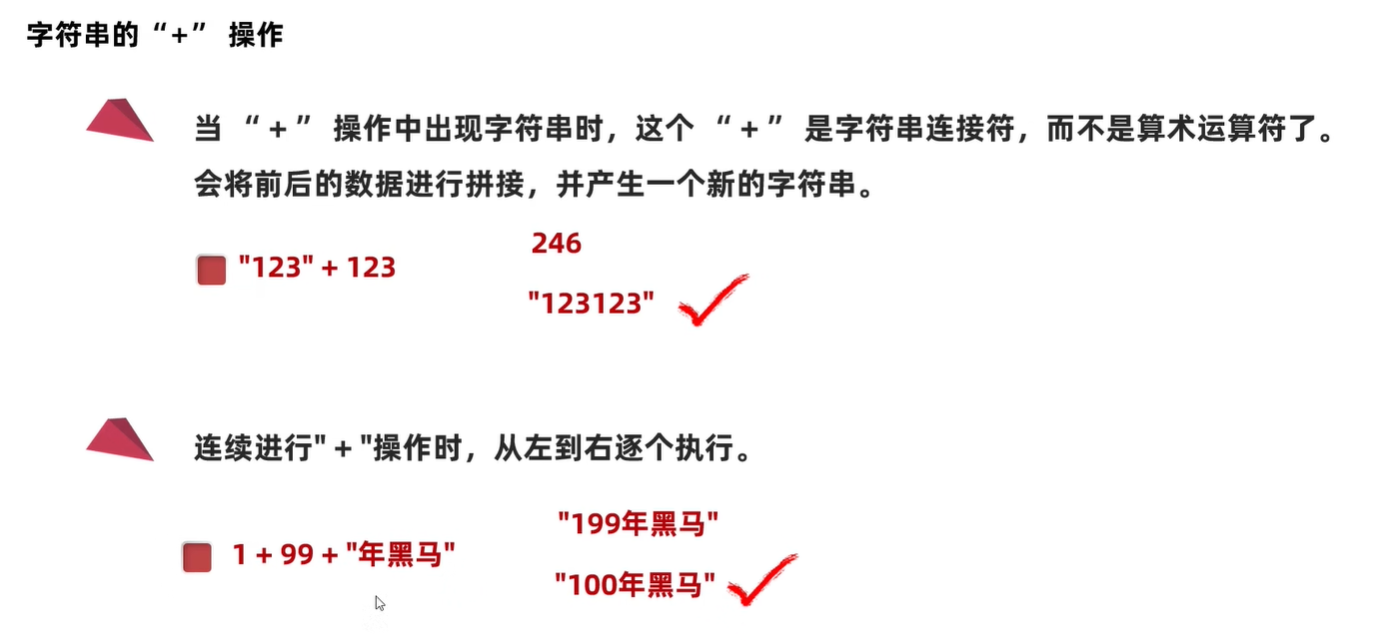 字符串的“+” 操作
当 “+” 操作中出现字符串时，这个 “+” 是字符串连接符，而不是算术运算符了。
会将前后的数据进行拼接，并产生一个新的字符串。
"123" + 123
246
"123123"
连续进行" + "操作时，从左到右逐个执行。
1 + 99 + "年黑马"
"199年黑马"
"100年黑马"